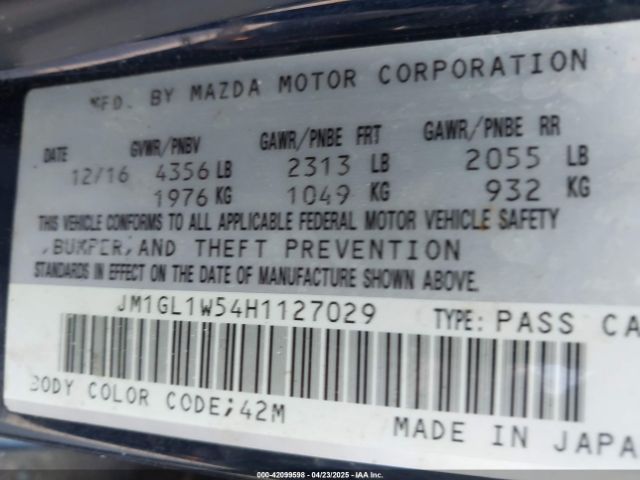 MFD. BY MAZDA MOTOR CORPORATION
DATE GVWR/PNBV GAWR/PNBE FRT GAWR/PNBE RR
12/16 4356 LB 2313 LB 2055 LB
1976 KG 1049 KG 932 KG
THIS VEHICLE CONFORMS TO ALL APPLICABLE FEDERAL MOTOR VEHICLE SAFETY
,BUMPER, AND THEFT PREVENTION
STANDARDS IN EFFECT ON THE DATE OF MANUFACTURE SHOWN ABOVE.
JM1GL1W54H1127029 TYPE: PASS CA
BODY COLOR CODE;42M
MADE IN JAPA
000-42099598 - 04/23/2025 - IAA, Inc.